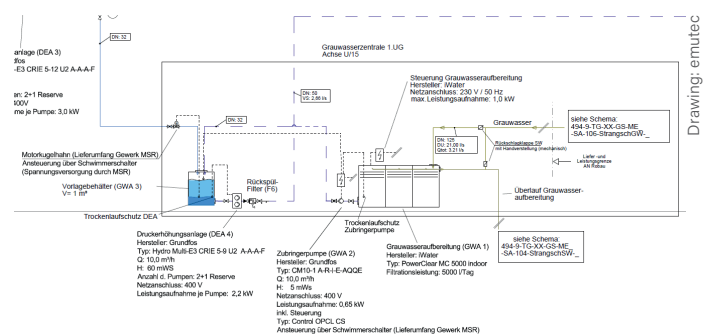 anlage (DEA 3)
dfos
-E3 CRIE 5-12 U2 A-A-A-F
en: 2+1 Reserve
400V
me je Pumpe: 3,0 kW
DN: 32
Grauwasserzentrale 1.UG
Achse U/15
DN: 50
VS: 2,66 l/s
DN: 32
Steuerung Grauwasseraufbereitung
Hersteller: iWater
Netzanschluss: 230 V / 50 Hz
max. Leistungsaufnahme: 1,0 kW
Grauwasser
DN: 125
DU: 21,00 l/s
Qtot: 3,21 l/s
Rückschlagklappe SW
mit Handverstellung (mechanisch)
siehe Schema:
494-9-TG-XX-GS-ME_
-SA-106-StrangschGW-_
Liefer -und
Leistungsgrenze
AN Rebau
Drawing: emutec
Motorkugelhahn (Lieferumfang Gewerk MSR)
Ansteuerung über Schwimmerschalter
(Spannungsversorgung durch MSR)
Vorlagebehälter (GWA 3)
V= 1 m³
Trockenlaufschutz DEA
Rückspül-
Filter (F6)
Überlauf Grauwasser-
aufbereitung
Trockenlaufschutz
Zubringerpumpe
siehe Schema:
494-9-TG-XX-GS-ME_
-SA-104-StrangschSW-_
Druckerhöhungsanlage (DEA 4)
Hersteller: Grundfos
Typ: Hydro Multi-E3 CRIE 5-9 U2 A-A-A-F
Q: 10,0 m³/h
H: 60 mWS
Anzahl d. Pumpen: 2+1 Reserve
Netzanschluss: 400 V
Leistungsaufnahme je Pumpe: 2,2 kW
Zubringerpumpe (GWA 2)
Hersteller: Grundfos
Typ: CM10-1 A-R-I-E-AQQE
Q: 10,0 m³/h
H: 5 mWs
Netzanschluss: 400 V
Leistungsaufnahme: 0,65 kW
inkl. Steuerung
Typ: Control OPCL CS
Ansteuerung über Schwimmerschalter (Lieferumfang Gewerk MSR)
Grauwasseraufbereitung (GWA 1)
Hersteller: iWater
Typ: PowerClear MC 5000 indoor
Filtrationsleistung: 5000 l/Tag